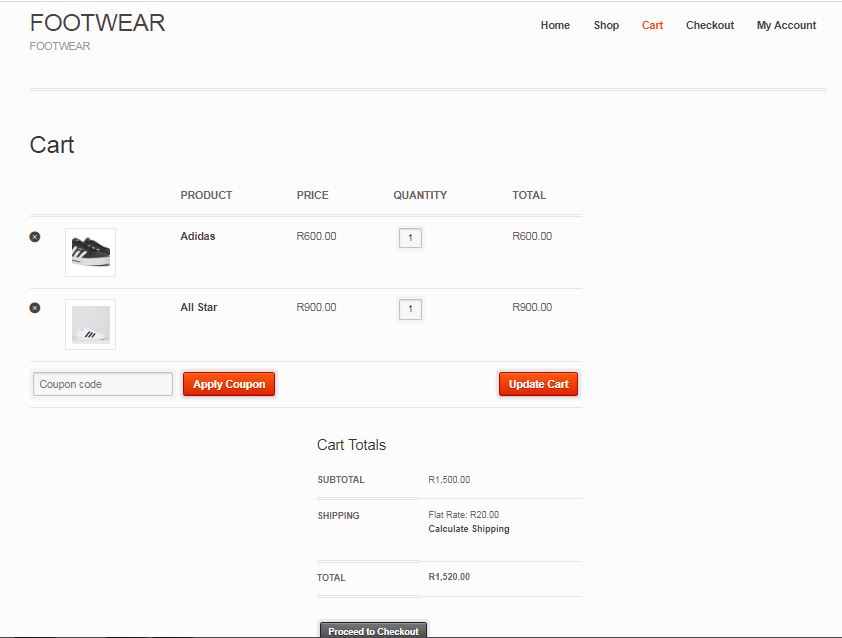 FOOTWEAR
FOOTWEAR
Home Shop Cart Checkout My Account
Cart
PRODUCT PRICE QUANTITY TOTAL
Adidas R600.00 1 R600.00
All Star R900.00 1 R900.00
Coupon code Apply Coupon Update Cart
Cart Totals
SUBTOTAL R1,500.00
SHIPPING Flat Rate: R20.00
Calculate Shipping
TOTAL R1,520.00
Proceed to Checkout